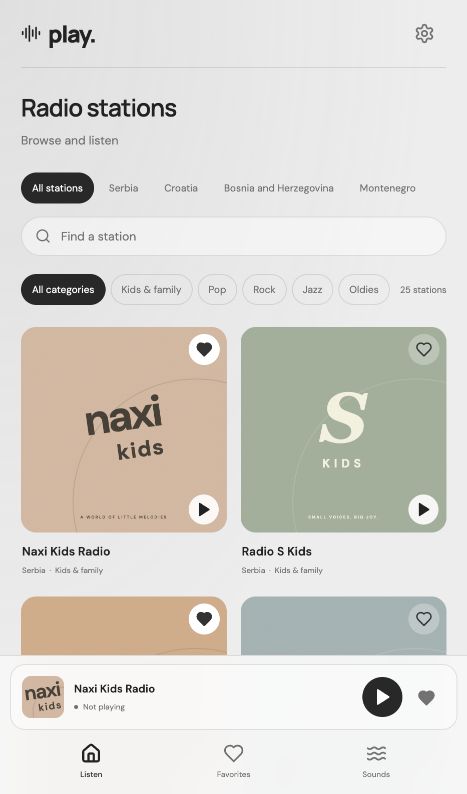 play.
Radio stations
Browse and listen
All stations Serbia Croatia Bosnia and Herzegovina Montenegro
Find a station
All categories Kids & family Pop Rock Jazz Oldies 25 stations
naxi
kids
A WORLD OF LITTLE MELODIES
S
KIDS
SMALL VOICES, BIG JOY.
Naxi Kids Radio
Serbia · Kids & family
Radio S Kids
Serbia · Kids & family
naxi
kids
Naxi Kids Radio
Not playing
Listen Favorites Sounds